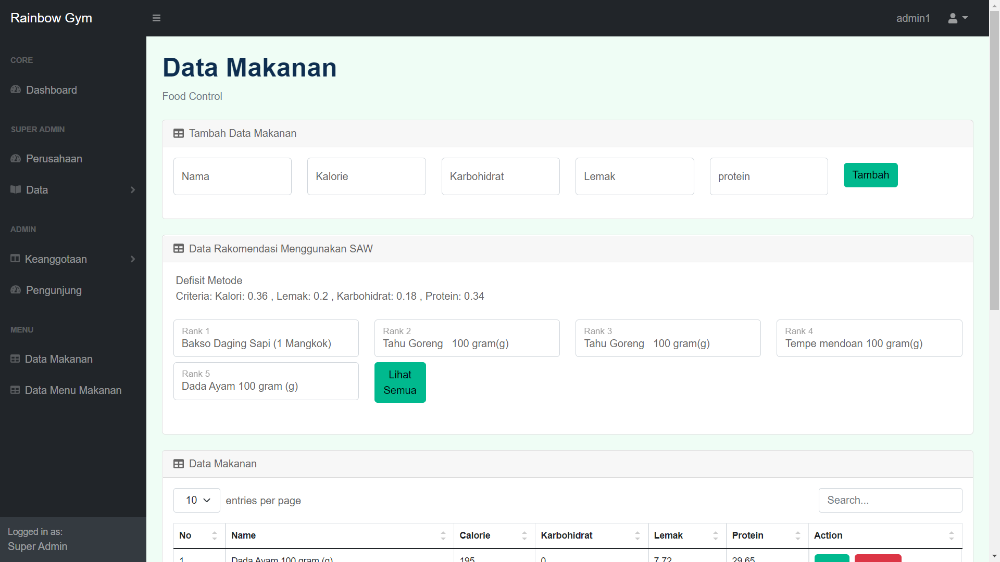 Rainbow Gym
admin1
CORE
Dashboard
SUPER ADMIN
Perusahaan
Data
ADMIN
Keanggotaan
Pengunjung
MENU
Data Makanan
Data Menu Makanan
Logged in as:
Super Admin
Data Makanan
Food Control
Tambah Data Makanan
Nama Kalorie Karbohidrat Lemak protein Tambah
Data Rakomendasi Menggunakan SAW
Defisit Metode
Criteria: Kalori: 0.36 , Lemak: 0.2 , Karbohidrat: 0.18 , Protein: 0.34
Rank 1
Bakso Daging Sapi (1 Mangkok)
Rank 2
Tahu Goreng 100 gram(g)
Rank 3
Tahu Goreng 100 gram(g)
Rank 4
Tempe mendoan 100 gram(g)
Rank 5
Dada Ayam 100 gram (g)
Lihat
Semua
Data Makanan
10 entries per page
Search...
No Name Calorie Karbohidrat Lemak Protein Action
1 Dada Ayam 100 gram (g) 195 0 7.72 29.65